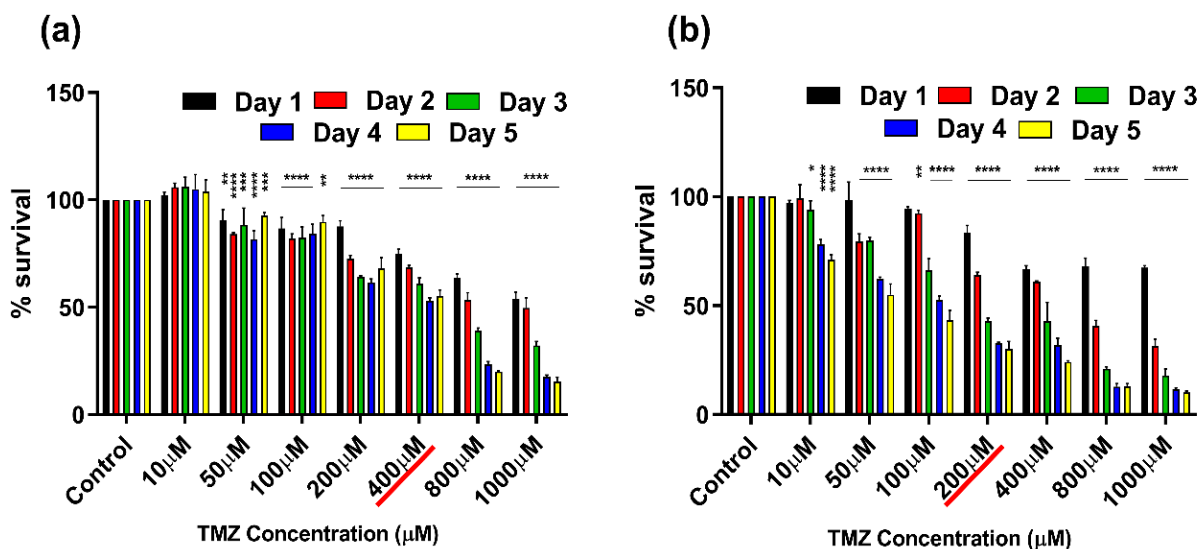 (a)
150
100
50
0
% survival
Day 1 Day 2 Day 3
Day 4 Day 5
**
****
***
****
***
****
**
****
****
****
****
Control
10μM
50μM
100μM
200μM
400μM
800μM
1000μM
TMZ Concentration (μM)
(b)
150
100
50
0
% survival
Day 1 Day 2 Day 3
Day 4 Day 5
*
****
****
****
**
****
****
****
****
****
Control
10μM
50μM
100μM
200μM
400μM
800μM
1000μM
TMZ Concentration (μM)